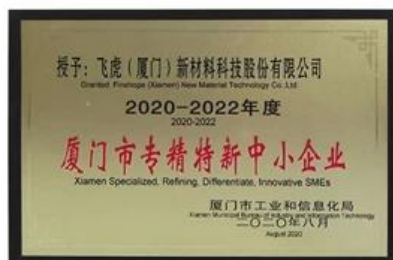 授予：飞虎（厦门）新材料科技股份有限公司
Granted Finehope (Xiamen) New Material Technology Co.,Ltd
2020-2022年度
2020-2022
厦门市专精特新中小企业
Xiamen Specialized, Refining, Differentiate, Innovative SMEs
厦门市工业和信息化局
Xiamen Municipal Bureau of Industry and Information Technology
二〇二〇年八月
August 2020